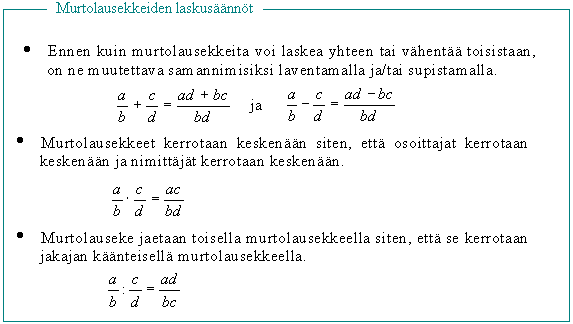 Murtolausekkeiden laskusäännöt
• Ennen kuin murtolausekkeita voi laskea yhteen tai vähentää toisistaan,
on ne muutettava samannimisiksi laventamalla ja/tai supistamalla.
a/b + c/d = (ad + bc)/bd ja a/b − c/d = (ad − bc)/bd
• Murtolausekkeet kerrotaan keskenään siten, että osoittajat kerrotaan
keskenään ja nimittäjät kerrotaan keskenään.
a/b · c/d = ac/bd
• Murtolauseke jaetaan toisella murtolausekkeella siten, että se kerrotaan
jakajan käänteisellä murtolausekkeella.
a/b : c/d = ad/bc